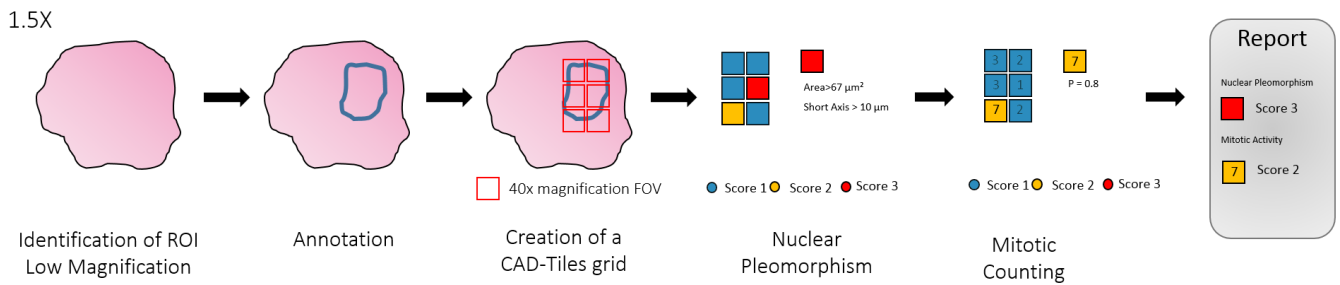 1.5X
Identification of ROI
Low Magnification
Annotation
40x magnification FOV
Creation of a
CAD-Tiles grid
Area>67 µm²
Short Axis > 10 µm
Score 1 Score 2 Score 3
Nuclear
Pleomorphism
3 2
3 1
7 2
7
P = 0.8
Score 1 Score 2 Score 3
Mitotic
Counting
Report
Nuclear Pleomorphism
Score 3
Mitotic Activity
7 Score 2